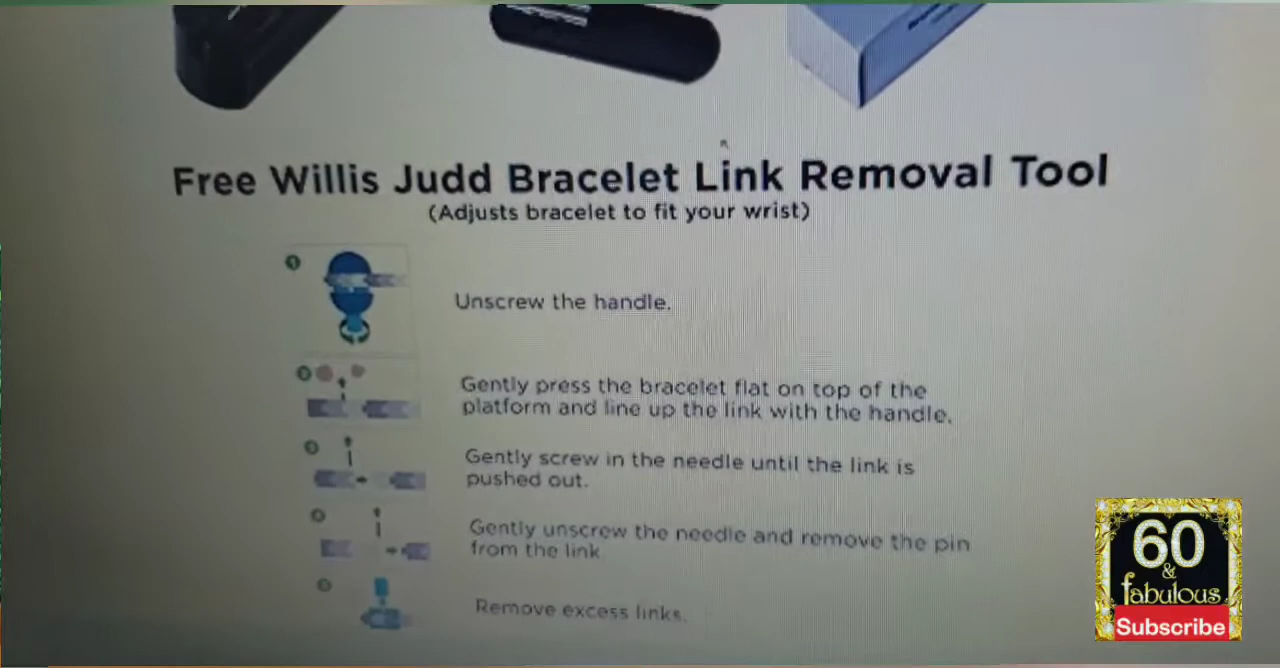 Free Willis Judd Bracelet Link Removal Tool
(Adjusts bracelet to fit your wrist)
1
Unscrew the handle.
Gently press the bracelet flat on top of the
platform and line up the link with the handle.
Gently screw in the needle until the link is
pushed out.
Gently unscrew the needle and remove the pin
from the link
Remove excess links.
60
&
fabulous
Subscribe